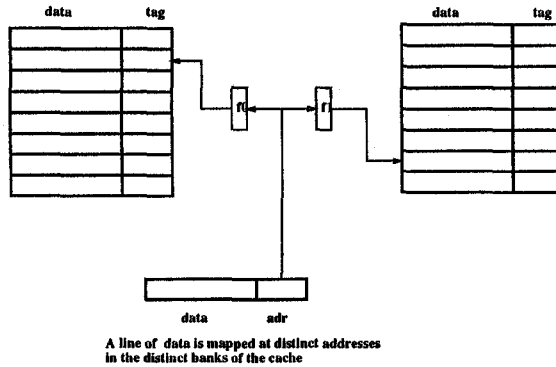 data tag data tag
f0 f1
data adr
A line of data is mapped at distinct addresses
in the distinct banks of the cache